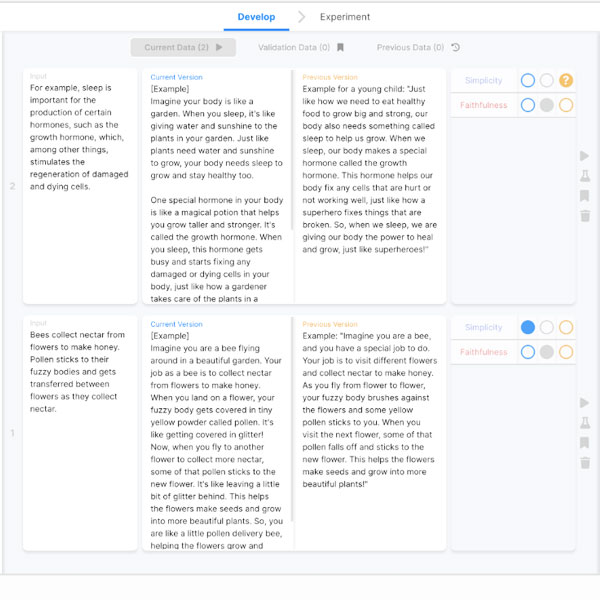 Develop
Experiment
Current Data (2)
Validation Data (0)
Previous Data (0)
2
Input
For example, sleep is
important for the
production of certain
hormones, such as the
growth hormone, which,
among other things,
stimulates the
regeneration of damaged
and dying cells.
Current Version
[Example]
Imagine your body is like a
garden. When you sleep, it's like
giving water and sunshine to the
plants in your garden. Just like
plants need water and sunshine
to grow, your body needs sleep to
grow and stay healthy too.
One special hormone in your body
is like a magical potion that helps
you grow taller and stronger. It's
called the growth hormone. When
you sleep, this hormone gets
busy and starts fixing any
damaged or dying cells in your
body, just like how a gardener
takes care of the plants in a
Previous Version
Example for a young child: "Just
like how we need to eat healthy
food to grow big and strong, our
body also needs something called
sleep to help us grow. When we
sleep, our body makes a special
hormone called the growth
hormone. This hormone helps our
body fix any cells that are hurt or
not working well, just like how a
superhero fixes things that are
broken. So, when we sleep, we are
giving our body the power to heal
and grow, just like superheroes!"
Simplicity
?
Faithfulness
1
Input
Bees collect nectar from
flowers to make honey.
Pollen sticks to their
fuzzy bodies and gets
transferred between
flowers as they collect
nectar.
Current Version
[Example]
Imagine you are a bee flying
around in a beautiful garden. Your
job as a bee is to collect nectar
from flowers to make honey.
When you land on a flower, your
fuzzy body gets covered in tiny
yellow powder called pollen. It's
like getting covered in glitter!
Now, when you fly to another
flower to collect more nectar,
some of that pollen sticks to the
new flower. It's like leaving a little
bit of glitter behind. This helps
the flowers make seeds and grow
into more beautiful plants. So, you
are like a little pollen delivery bee,
helping the flowers grow and
Previous Version
Example: "Imagine you are a bee,
and you have a special job to do.
Your job is to visit different flowers
and collect nectar to make honey.
As you fly from flower to flower,
your fuzzy body brushes against
the flowers and some yellow
pollen sticks to you. When you
visit the next flower, some of that
pollen falls off and sticks to the
new flower. This helps the flowers
make seeds and grow into more
beautiful plants!"
Simplicity
Faithfulness